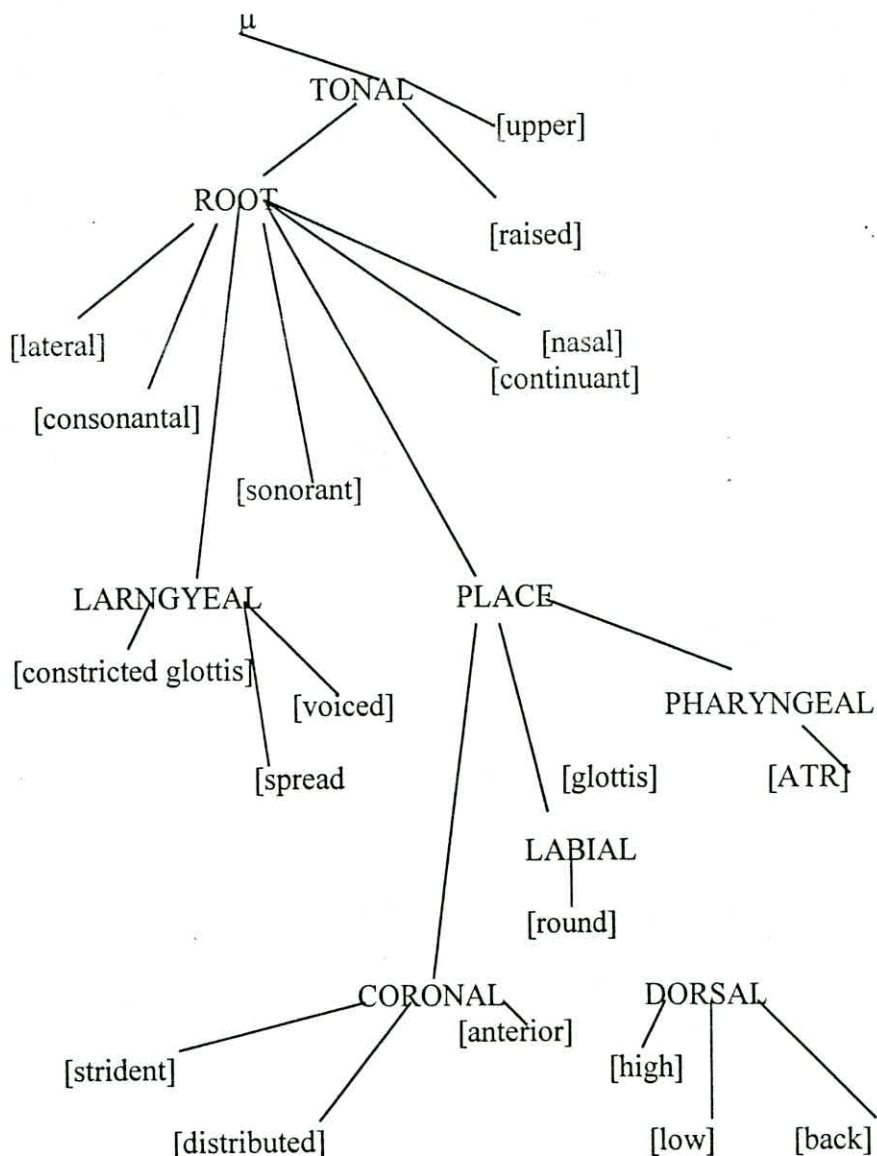 μ
TONAL
[upper]
ROOT
[raised]
[lateral]
[nasal]
[continuant]
[consonantal]
[sonorant]
LARNGYEAL
PLACE
[constricted glottis]
[voiced]
PHARYNGEAL
[spread
[glottis]
[ATR]
LABIAL
[round]
CORONAL
DORSAL
[anterior]
[strident]
[high]
[distributed]
[low]
[back]